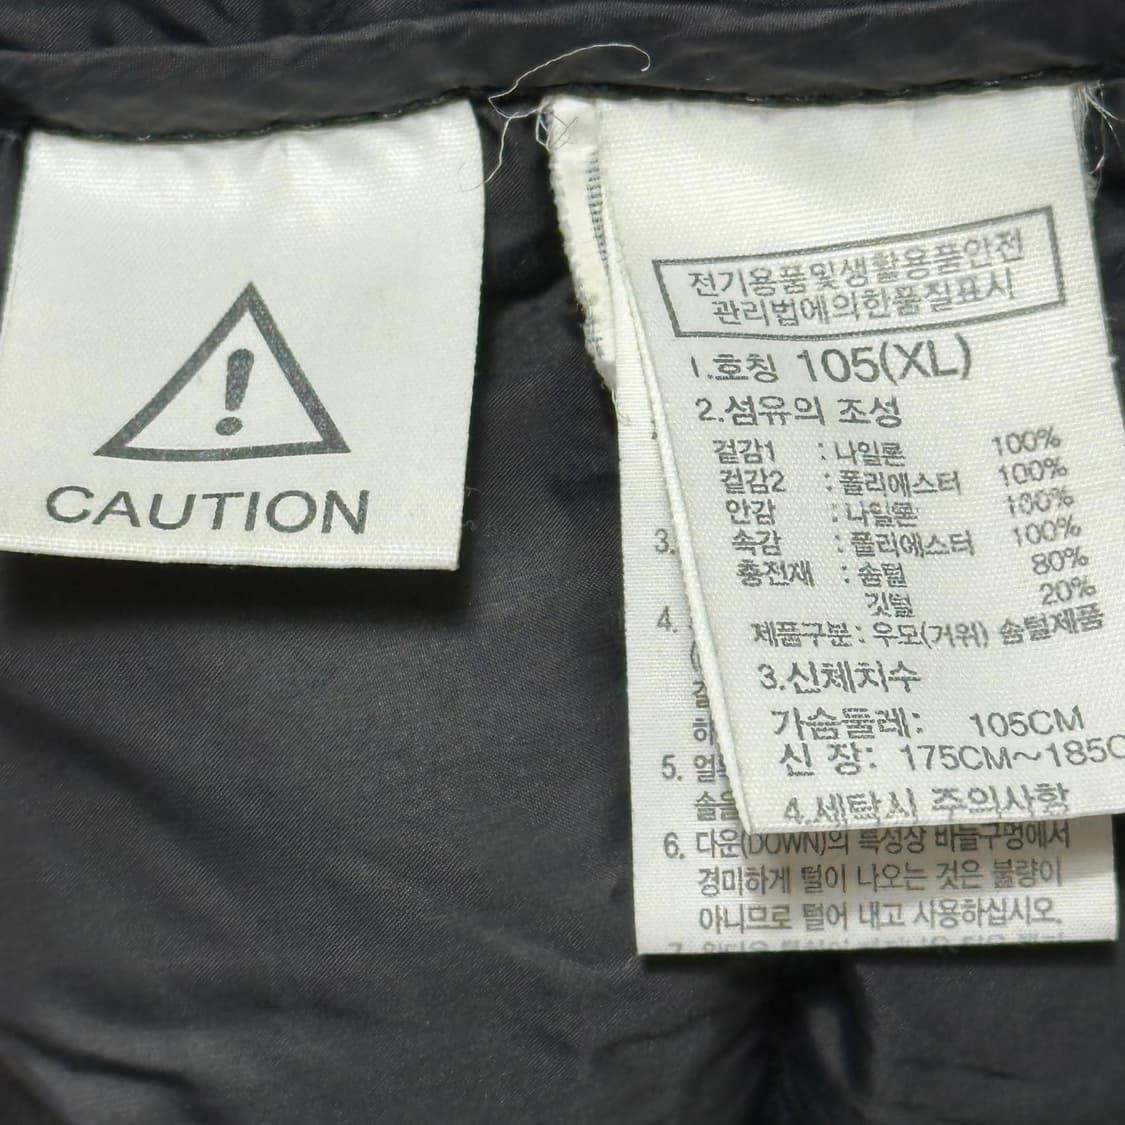 CAUTION
전기용품및생활용품안전
관리법에의한품질표시
1.호칭 105(XL)
2.섬유의 조성
겉감1 : 나일론 100%
겉감2 : 폴리에스터 100%
안감 : 나일론 100%
속감 : 폴리에스터 100%
충전재 : 솜털 80%
깃털 20%
제품구분: 우모(거위) 솜털제품
3.신체치수
가슴둘레: 105CM
신 장: 175CM~185C
4.세탁시 주의사항
3.
4.
5.
6. 다운(DOWN)의 특성상 바늘구멍에서
경미하게 털이 나오는 것은 불량이
아니므로 털어 내고 사용하십시오.